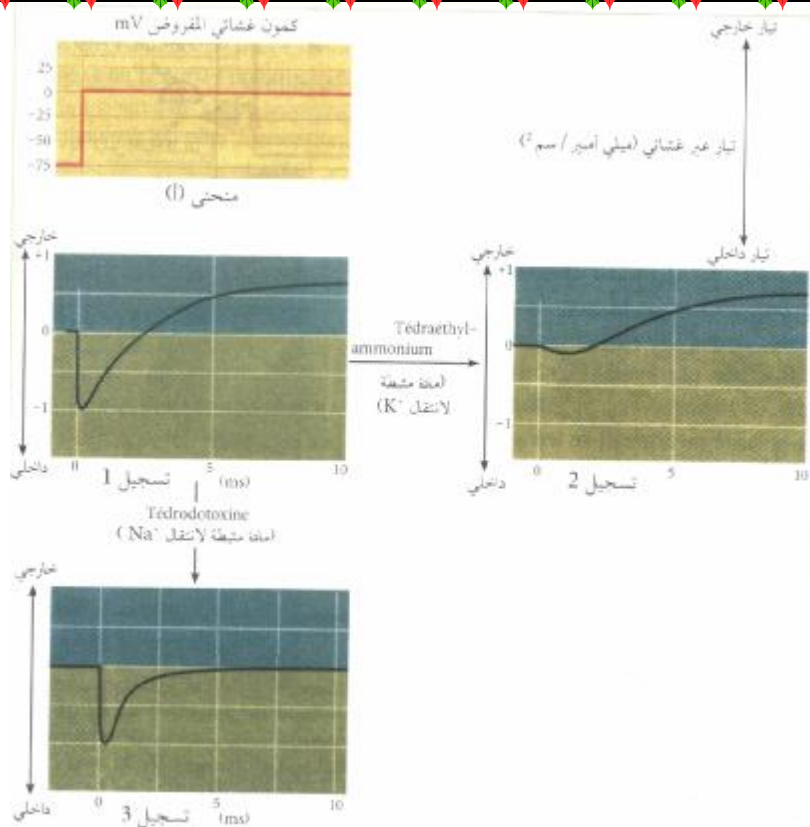 كمون غشائي المفروض mV
25
0
-25
-50
-75
منحنى (أ)
تيار خارجي
تيار عبر غشائي (ميلي أمبير / سم ²)
تيار داخلي
خارجي
+1
0
-1
داخلي
0
5
10
(ms)
تسجيل 1
Tédraethyl-
ammonium
(مادة مثبطة
لانتقال K⁺)
خارجي
+1
0
-1
داخلي
0
5
10
تسجيل 2
Tédrodotoxine
(مادة مثبطة لانتقال Na⁺)
خارجي
داخلي
0
5
10
(ms)
تسجيل 3